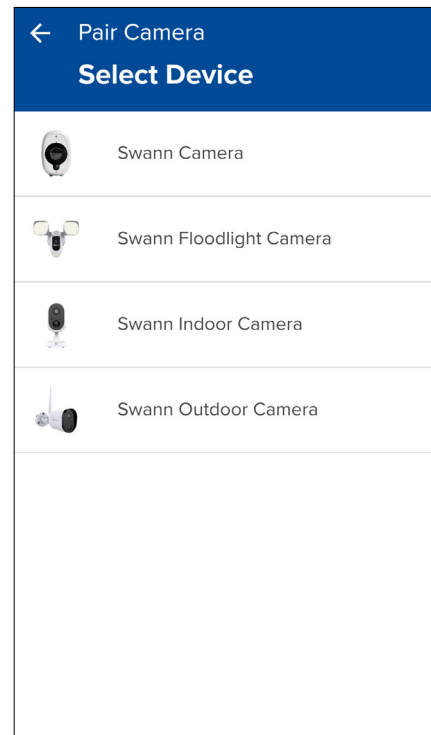 Pair Camera
Select Device
Swann Camera
Swann Floodlight Camera
Swann Indoor Camera
Swann Outdoor Camera